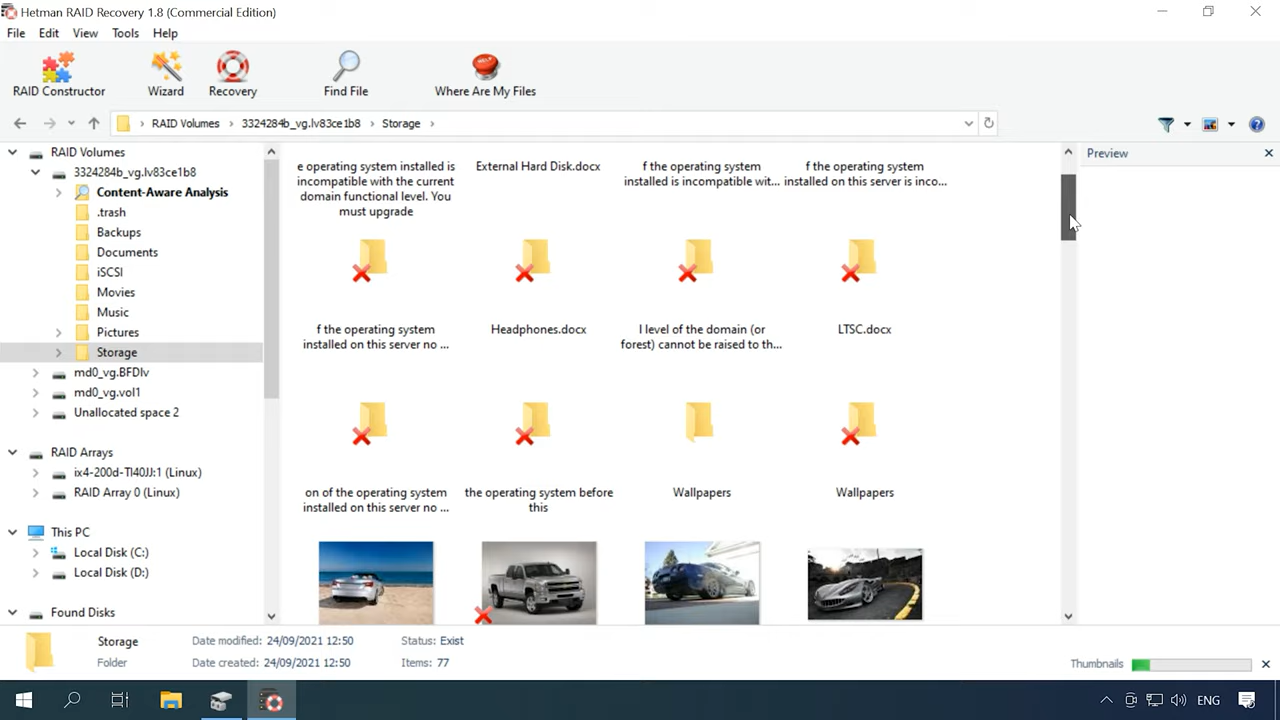 Hetman RAID Recovery 1.8 (Commercial Edition)
File Edit View Tools Help
RAID Constructor Wizard Recovery Find File Where Are My Files
RAID Volumes 3324284b_vg.lv83ce1b8 Storage
RAID Volumes
3324284b_vg.lv83ce1b8
Content-Aware Analysis
.trash
Backups
Documents
iSCSI
Movies
Music
Pictures
Storage
md0_vg.BFDlv
md0_vg.vol1
Unallocated space 2
RAID Arrays
ix4-200d-TI40JJ:1 (Linux)
RAID Array 0 (Linux)
This PC
Local Disk (C:)
Local Disk (D:)
Found Disks
e operating system installed is
incompatible with the current
domain functional level. You
must upgrade
External Hard Disk.docx
f the operating system
installed is incompatible wit...
f the operating system
installed on this server is inco...
f the operating system
installed on this server no ...
Headphones.docx
l level of the domain (or
forest) cannot be raised to th...
LTSC.docx
on of the operating system
installed on this server no ...
the operating system before
this
Wallpapers
Wallpapers
Preview
Storage
Folder
Date modified: 24/09/2021 12:50
Date created: 24/09/2021 12:50
Status: Exist
Items: 77
Thumbnails
ENG